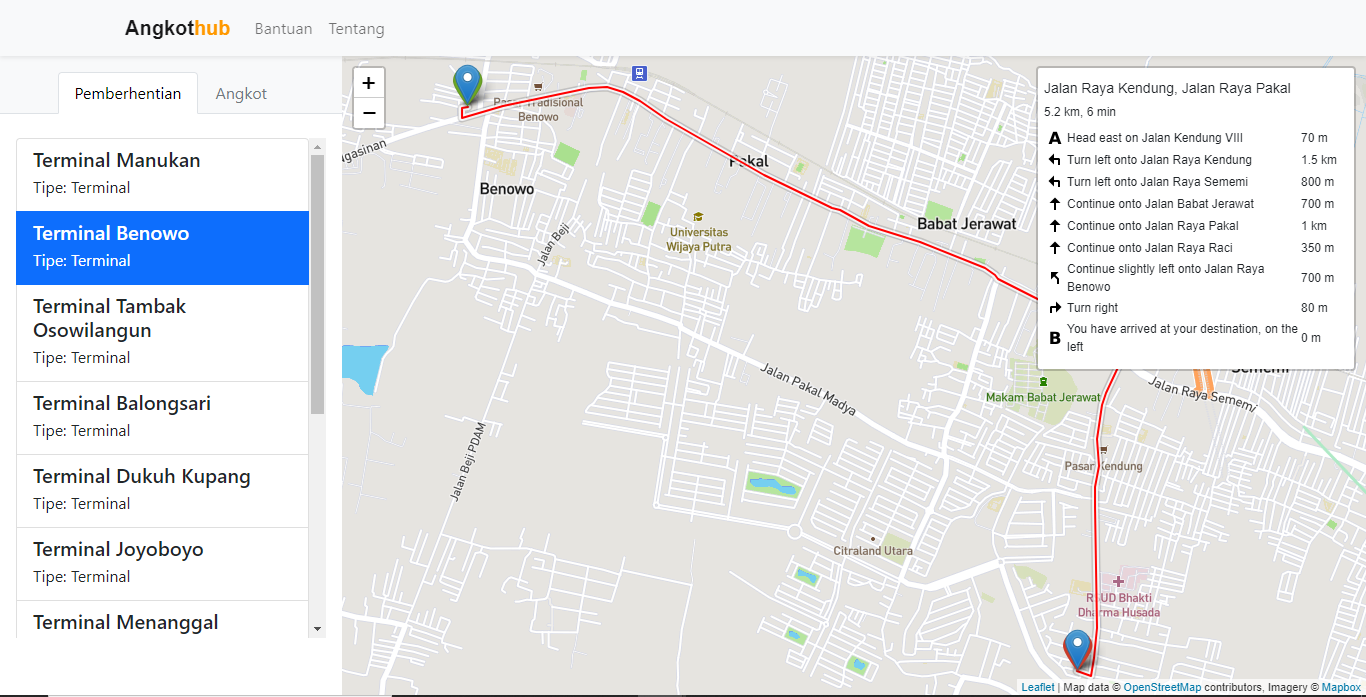 Angkothub Bantuan Tentang
Pemberhentian Angkot
Terminal Manukan
Tipe: Terminal
Terminal Benowo
Tipe: Terminal
Terminal Tambak
Osowilangun
Tipe: Terminal
Terminal Balongsari
Tipe: Terminal
Terminal Dukuh Kupang
Tipe: Terminal
Terminal Joyoboyo
Tipe: Terminal
Terminal Menanggal
+
−
Jalan Raya Kendung, Jalan Raya Pakal
5.2 km, 6 min
A Head east on Jalan Kendung VIII 70 m
Turn left onto Jalan Raya Kendung 1.5 km
Turn left onto Jalan Raya Sememi 800 m
Continue onto Jalan Babat Jerawat 700 m
Continue onto Jalan Raya Pakal 1 km
Continue onto Jalan Raya Raci 350 m
Continue slightly left onto Jalan Raya
Benowo 700 m
Turn right 80 m
B You have arrived at your destination, on the
left 0 m
Pasar Tradisional
Benowo
Pakal
Benowo
Universitas
Wijaya Putra
Babat Jerawat
Jalan Beji
Jalan Pakal Madya
Makam Babat Jerawat
Sememi
Jalan Raya Sememi
Jalan Beji PDAM
Pasar Kendung
Citraland Utara
RSUD Bhakti
Dharma Husada
Leaflet | Map data © OpenStreetMap contributors, Imagery © Mapbox